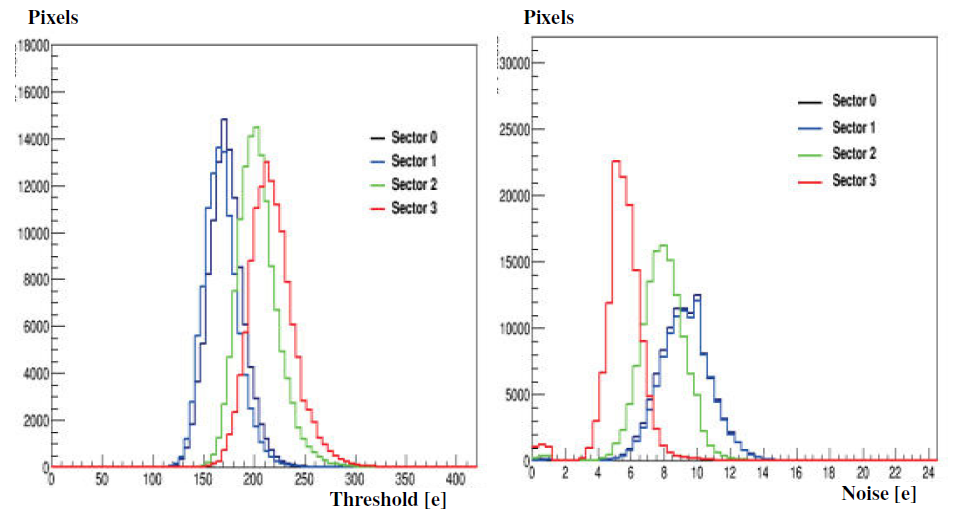 Pixels
18000
16000
14000
12000
10000
8000
6000
4000
2000
0
0 50 100 150 200 250 300 350 400
Threshold [e]
Sector 0
Sector 1
Sector 2
Sector 3
Pixels
30000
25000
20000
15000
10000
5000
0
0 2 4 6 8 10 12 14 16 18 20 22 24
Noise [e]
Sector 0
Sector 1
Sector 2
Sector 3